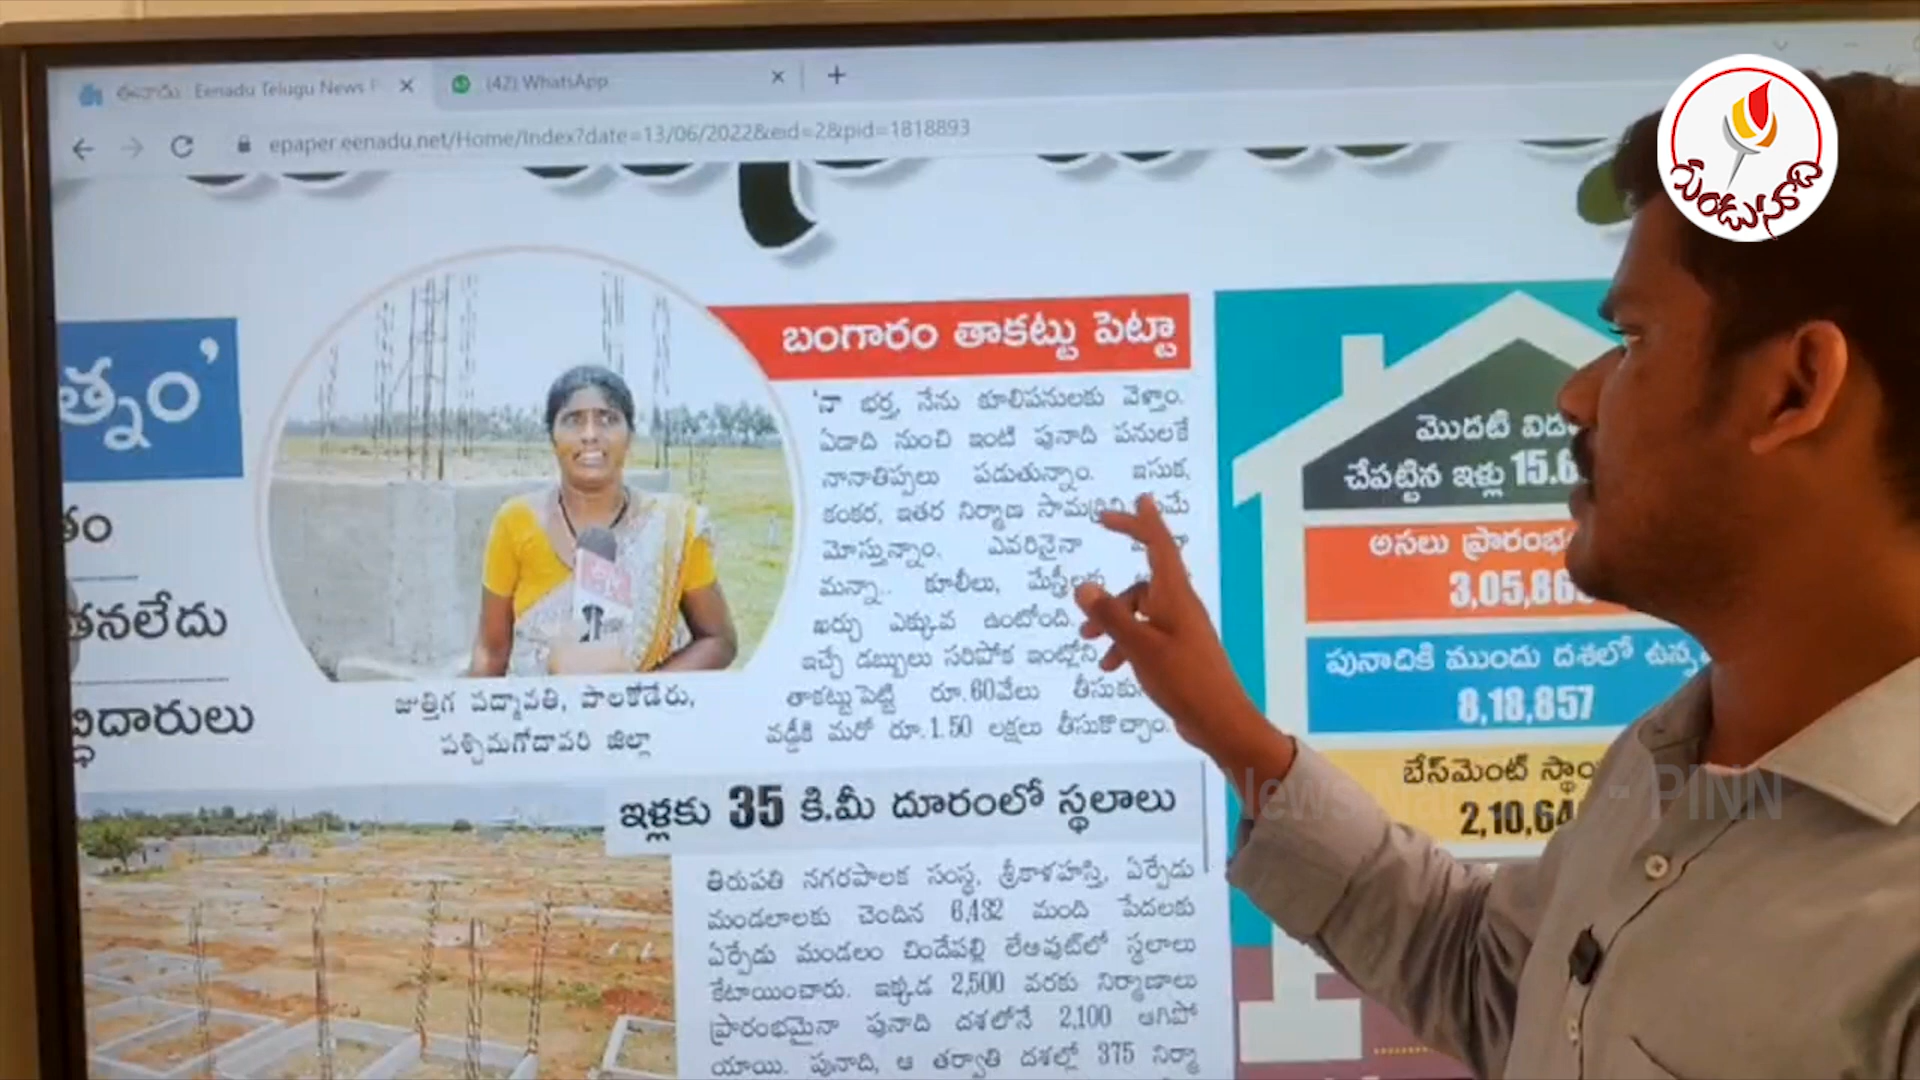 ఈనాడు : Eenadu Telugu News
(42) WhatsApp
epaper.eenadu.net/Home/Index?date=13/06/2022&eid=2&pid=1818893
పెండులనాడి
త్నం'
తం
తనలేదు
ద్ధిదారులు
బంగారం తాకట్టు పెట్టా
'నా భర్త, నేను కూలిపనులకు వెళ్తాం.
ఏడాది నుంచి ఇంటి పునాది పనులకే
నానాతిప్పలు పడుతున్నాం. ఇసుక,
కంకర, ఇతర నిర్మాణ సామగ్రిని
మోస్తున్నాం. ఎవరినైనా
మన్నా.. కూలీలు, మేస్త్రీలకు
ఖర్చు ఎక్కువ ఉంటోంది.
ఇచ్చే డబ్బులు సరిపోక ఇంట్లోని
తాకట్టుపెట్టి రూ.60వేలు
వడ్డీకి మరో రూ.1.50 లక్షలు తీసుకొచ్చాం.
జుత్తిగ పద్మావతి, పాలకోడేరు,
పశ్చిమగోదావరి జిల్లా
మొదటి
చేపట్టిన ఇళ్లు 15.6
అసలు
3,05,86
పునాదికి ముందు దశలో
8,18,857
బేస్‌మెంట్
2,10,64
News - PINN
ఇళ్లకు 35 కి.మీ దూరంలో స్థలాలు
తిరుపతి నగరపాలక సంస్థ, శ్రీకాళహస్తి, ఏర్పేడు
మండలాలకు చెందిన 6,432 మంది పేదలకు
ఏర్పేడు మండలం చిందేపల్లి లేఅవుట్‌లో స్థలాలు
కేటాయించారు. ఇక్కడ 2,500 వరకు నిర్మాణాలు
ప్రారంభమైనా పునాది దశలోనే 2,100 ఆగిపో
యాయి. పునాది, ఆ తర్వాతి దశల్లో 375 నిర్మా